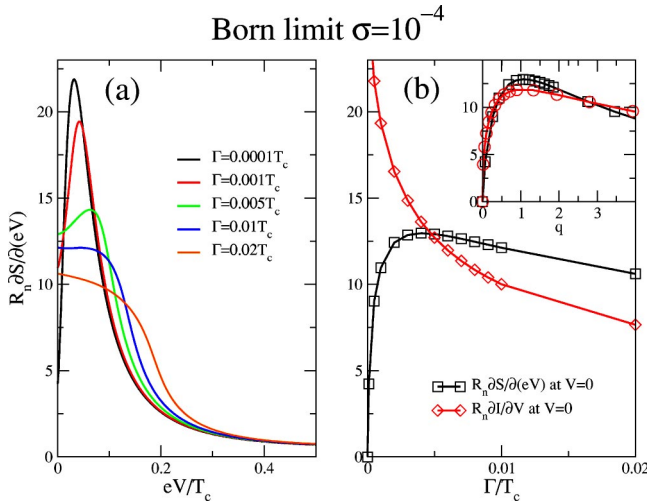 Born limit σ=10⁻⁴
(a)
R_n∂S/∂(eV)
20
15
10
5
0
0
0.2
0.4
eV/T_c
Γ=0.0001T_c
Γ=0.001T_c
Γ=0.005T_c
Γ=0.01T_c
Γ=0.02T_c
(b)
20
15
10
5
0
0
0.01
0.02
Γ/T_c
R_n∂S/∂(eV) at V=0
R_n∂I/∂V at V=0
10
5
0
0
1
2
3
q